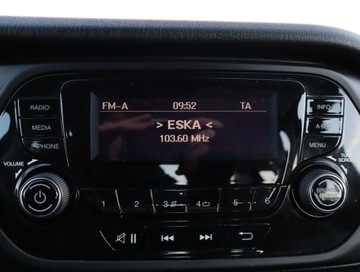 FM-A 09:52 TA
> ESKA <
103.60 MHz
RADIO
MEDIA
PHONE
INFO
A
MENU
VOLUME
SCROLL
1 2 3 4 5 6